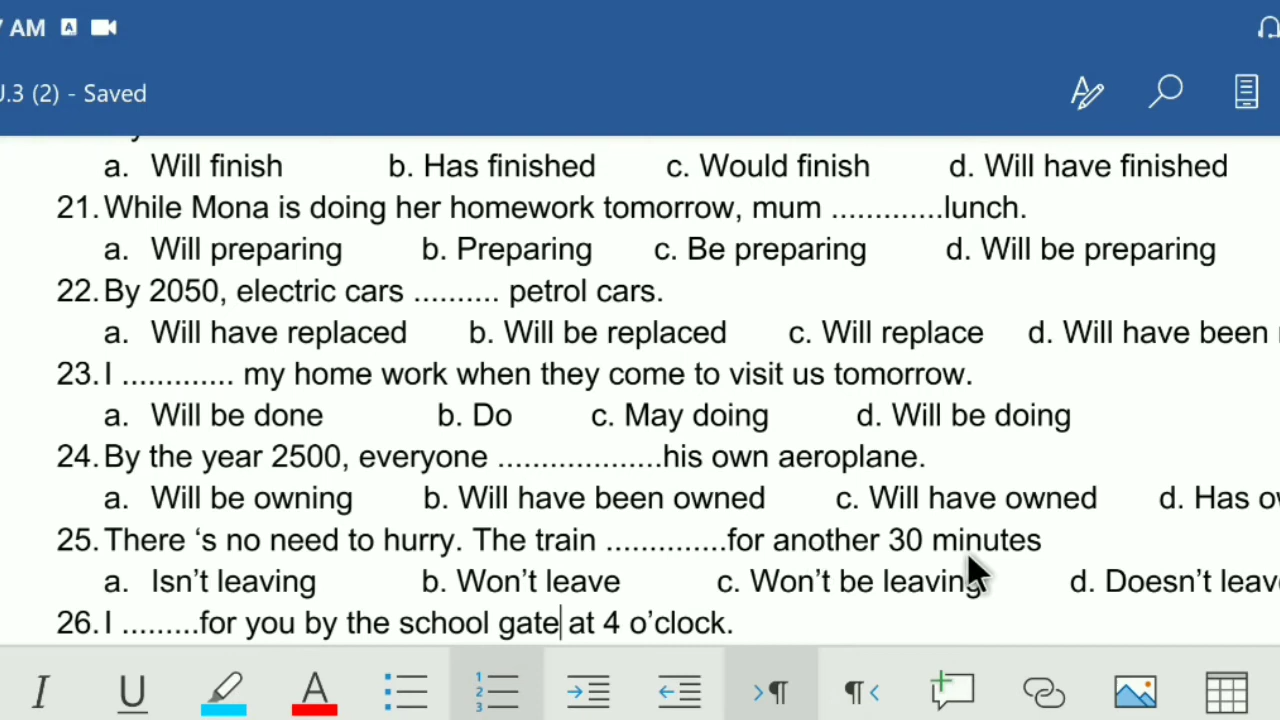 AM
.3 (2) - Saved
a. Will finish b. Has finished c. Would finish d. Will have finished
21. While Mona is doing her homework tomorrow, mum .............lunch.
a. Will preparing b. Preparing c. Be preparing d. Will be preparing
22. By 2050, electric cars .......... petrol cars.
a. Will have replaced b. Will be replaced c. Will replace d. Will have been
23. I ............. my home work when they come to visit us tomorrow.
a. Will be done b. Do c. May doing d. Will be doing
24. By the year 2500, everyone ...................his own aeroplane.
a. Will be owning b. Will have been owned c. Will have owned d. Has
25. There ‘s no need to hurry. The train ..............for another 30 minutes
a. Isn’t leaving b. Won’t leave c. Won’t be leaving d. Doesn’t
26. I .........for you by the school gate at 4 o’clock.